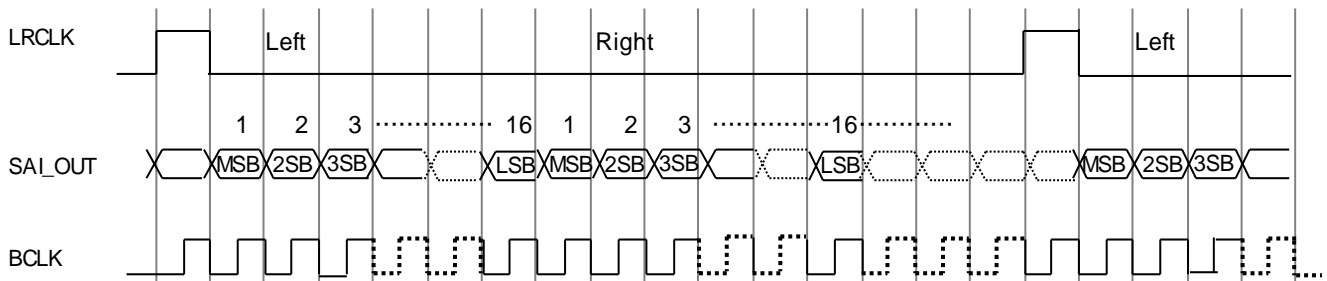 LRCLK Left Right Left
1 2 3 16 1 2 3 16
SAI_OUT MSB 2SB 3SB LSB MSB 2SB 3SB LSB MSB 2SB 3SB
BCLK